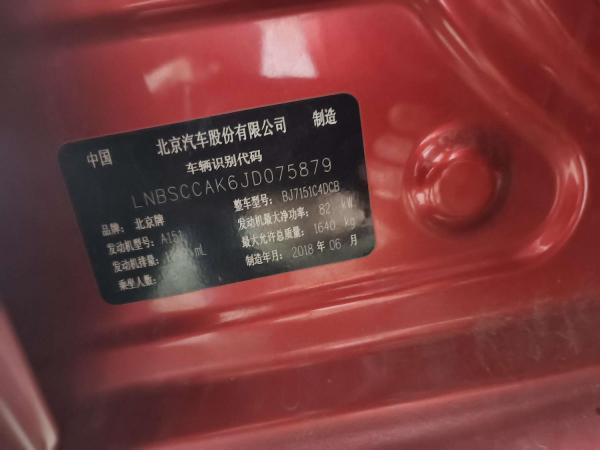 中国 北京汽车股份有限公司 制造
车辆识别代码
LNBSCCAK6JD075879
品牌: 北京牌 整车型号: BJ7151C4DCB
发动机型号: A151 发动机最大净功率: 82. kW
发动机排量: mL 最大允许总质量: 1640 kg
乘坐人数: 制造年月: 2018 年 06 月